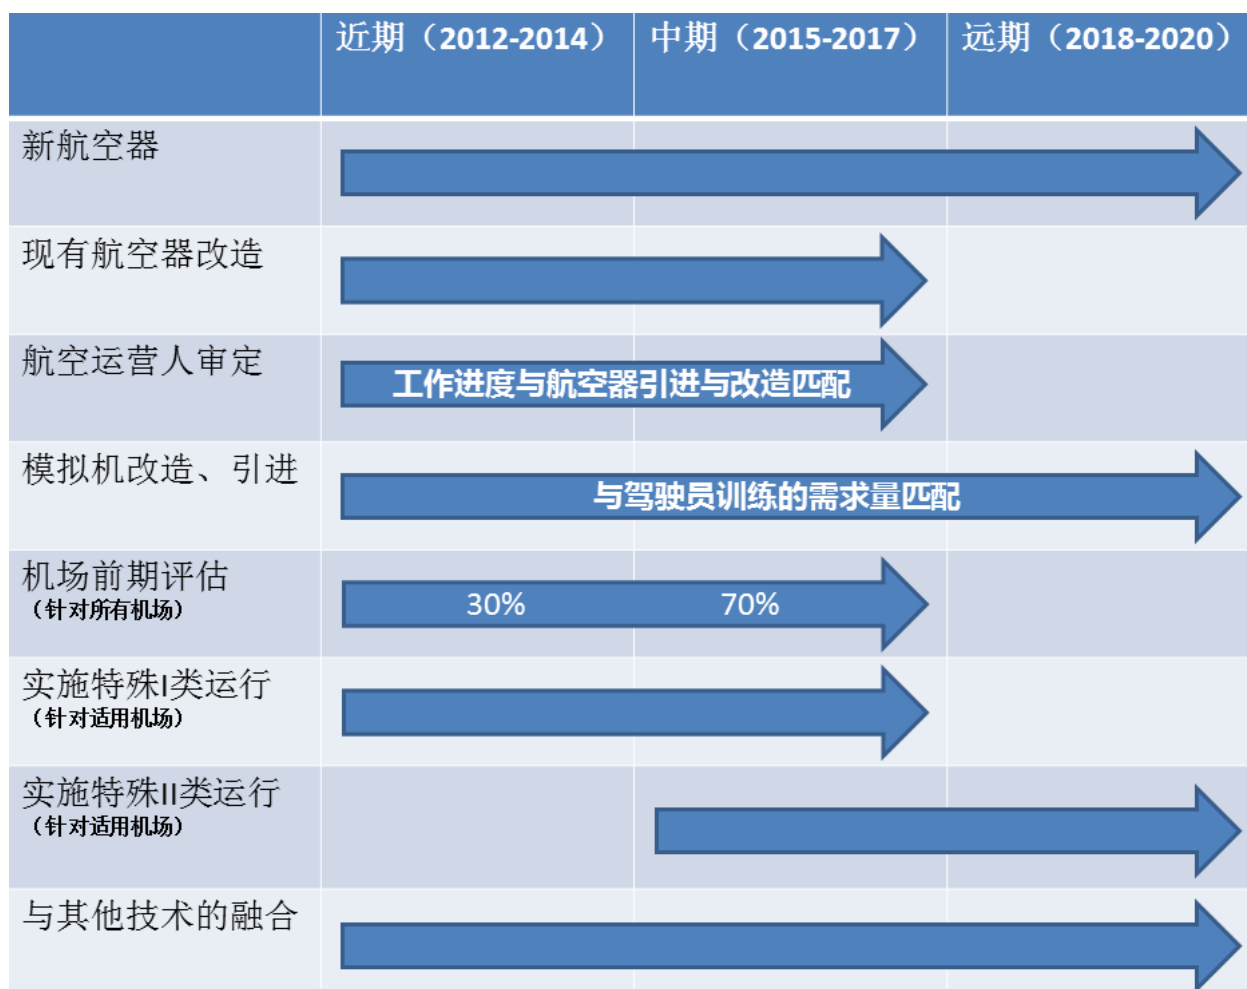 近期（2012-2014）
中期（2015-2017）
远期（2018-2020）
新航空器
现有航空器改造
航空运营人审定
工作进度与航空器引进与改造匹配
模拟机改造、引进
与驾驶员训练的需求量匹配
机场前期评估
（针对所有机场）
30%
70%
实施特殊I类运行
（针对适用机场）
实施特殊II类运行
（针对适用机场）
与其他技术的融合